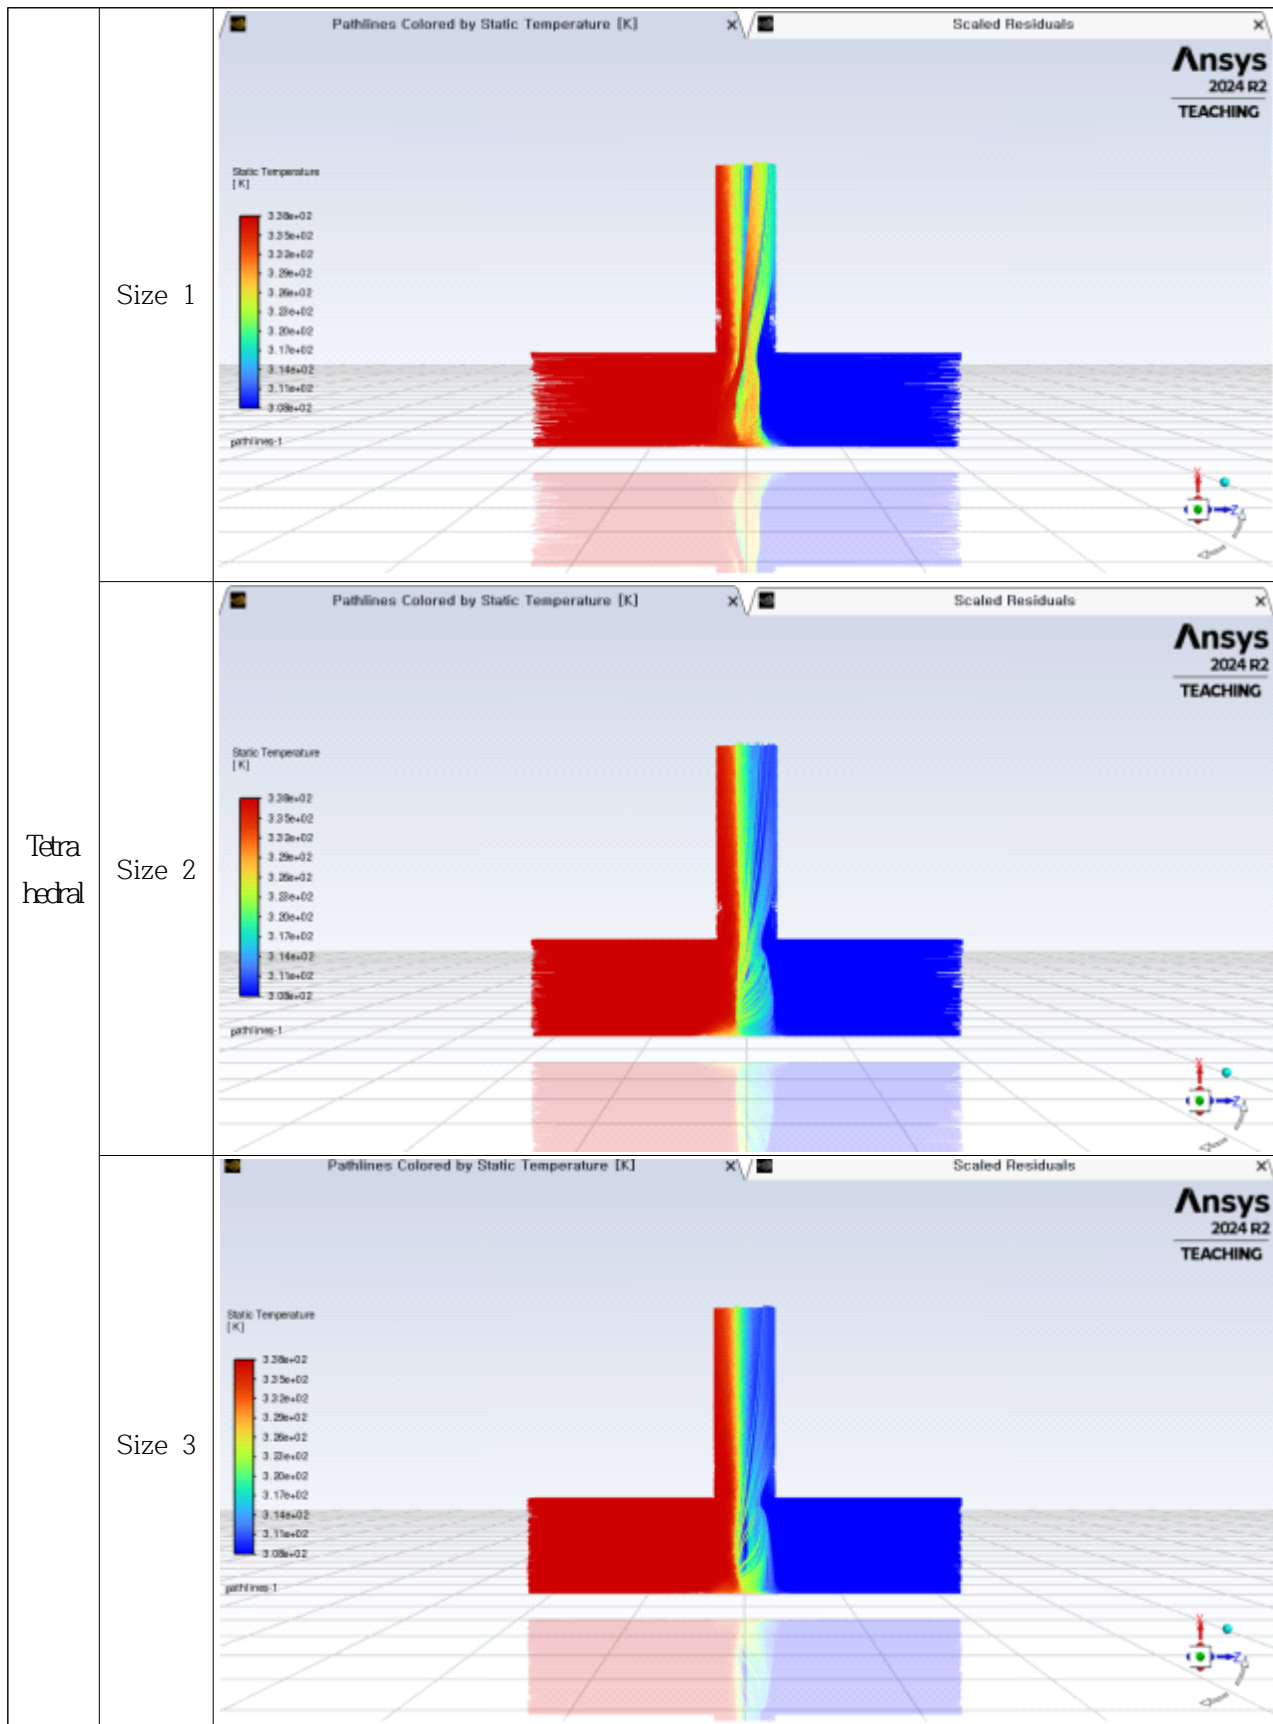 Pathlines Colored by Static Temperature [K]
Scaled Residuals
Ansys
2024 R2
TEACHING
Static Temperature
[K]
3.38e+02
3.35e+02
3.32e+02
3.29e+02
3.26e+02
3.23e+02
3.20e+02
3.17e+02
3.14e+02
3.11e+02
3.08e+02
pathlines-1
X
Z
Size 1
Pathlines Colored by Static Temperature [K]
Scaled Residuals
Ansys
2024 R2
TEACHING
Static Temperature
[K]
3.38e+02
3.35e+02
3.32e+02
3.29e+02
3.26e+02
3.23e+02
3.20e+02
3.17e+02
3.14e+02
3.11e+02
3.08e+02
pathlines-1
Z
Tetra
hedral
Size 2
Pathlines Colored by Static Temperature [K]
Scaled Residuals
Ansys
2024 R2
TEACHING
Static Temperature
[K]
3.38e+02
3.35e+02
3.32e+02
3.29e+02
3.26e+02
3.23e+02
3.20e+02
3.17e+02
3.14e+02
3.11e+02
3.08e+02
pathlines-1
Z
Size 3